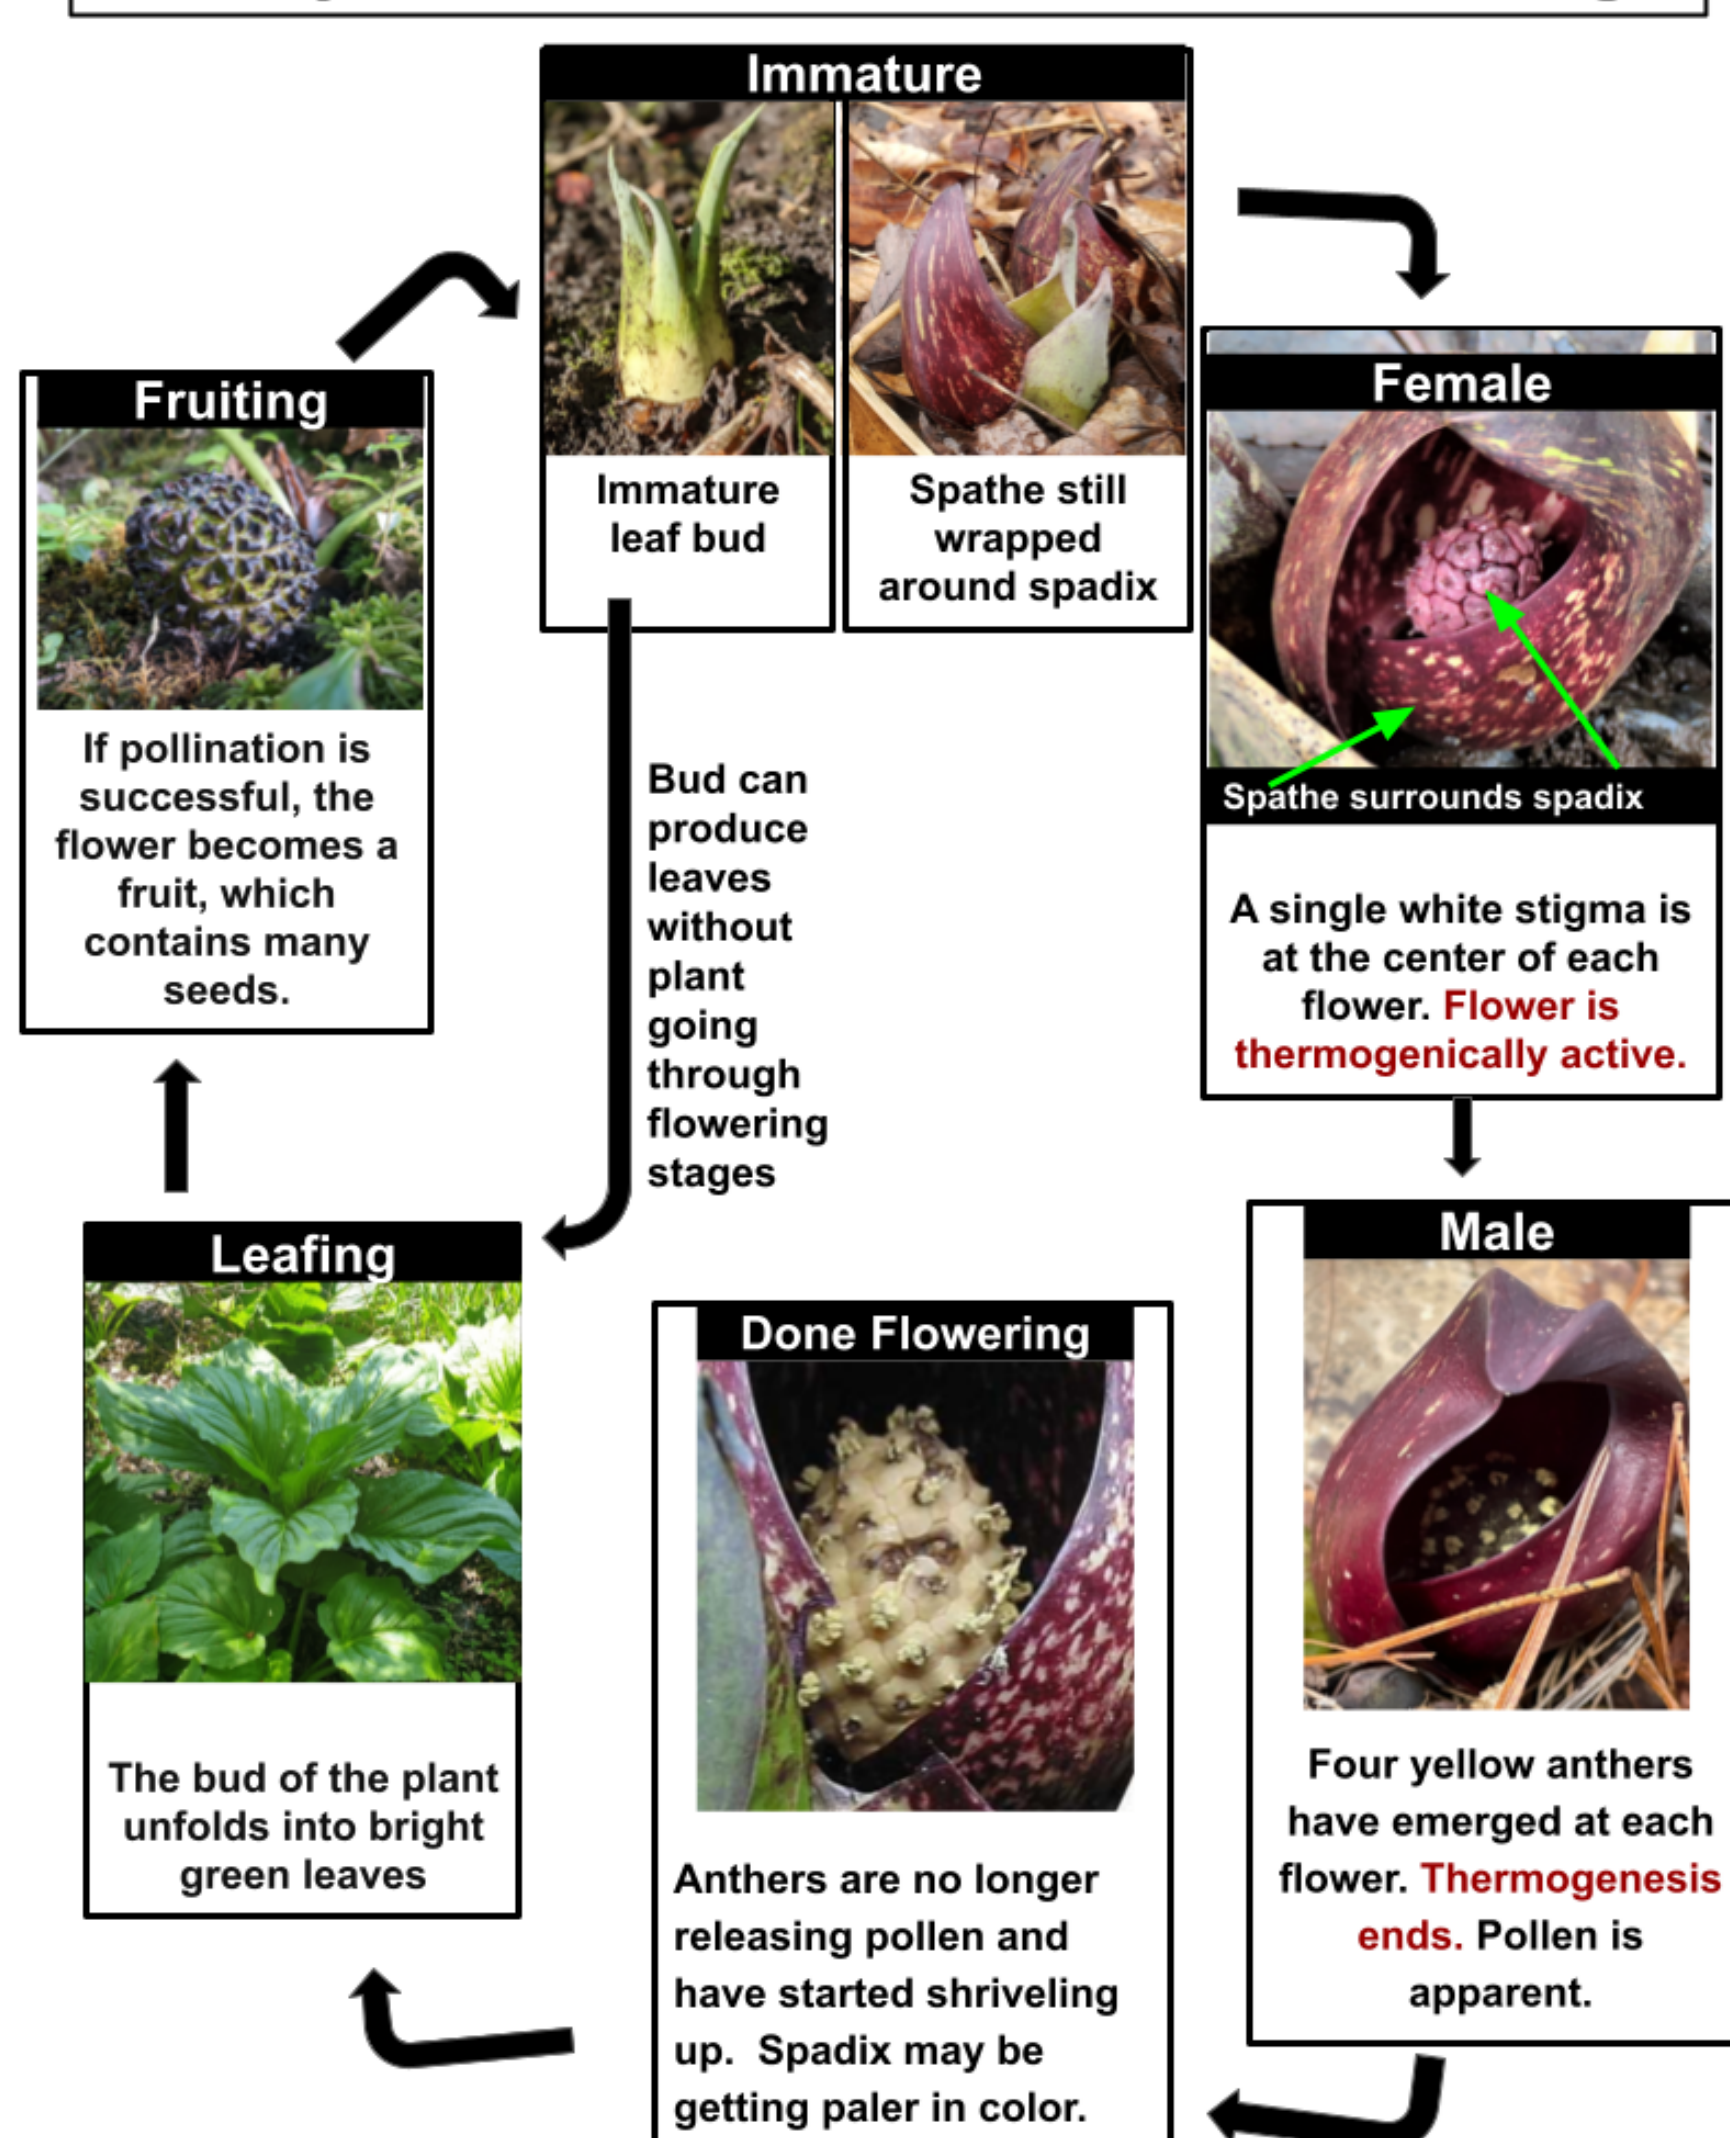 Immature
Immature
leaf bud
Spathe still
wrapped
around spadix
Female
Spathe surrounds spadix
A single white stigma is
at the center of each
flower. Flower is
thermogenically active.
Male
Four yellow anthers
have emerged at each
flower. Thermogenesis
ends. Pollen is
apparent.
Done Flowering
Anthers are no longer
releasing pollen and
have started shriveling
up.  Spadix may be
getting paler in color.
Leafing
The bud of the plant
unfolds into bright
green leaves
Fruiting
If pollination is
successful, the
flower becomes a
fruit, which
contains many
seeds.
Bud can
produce
leaves
without
plant
going
through
flowering
stages